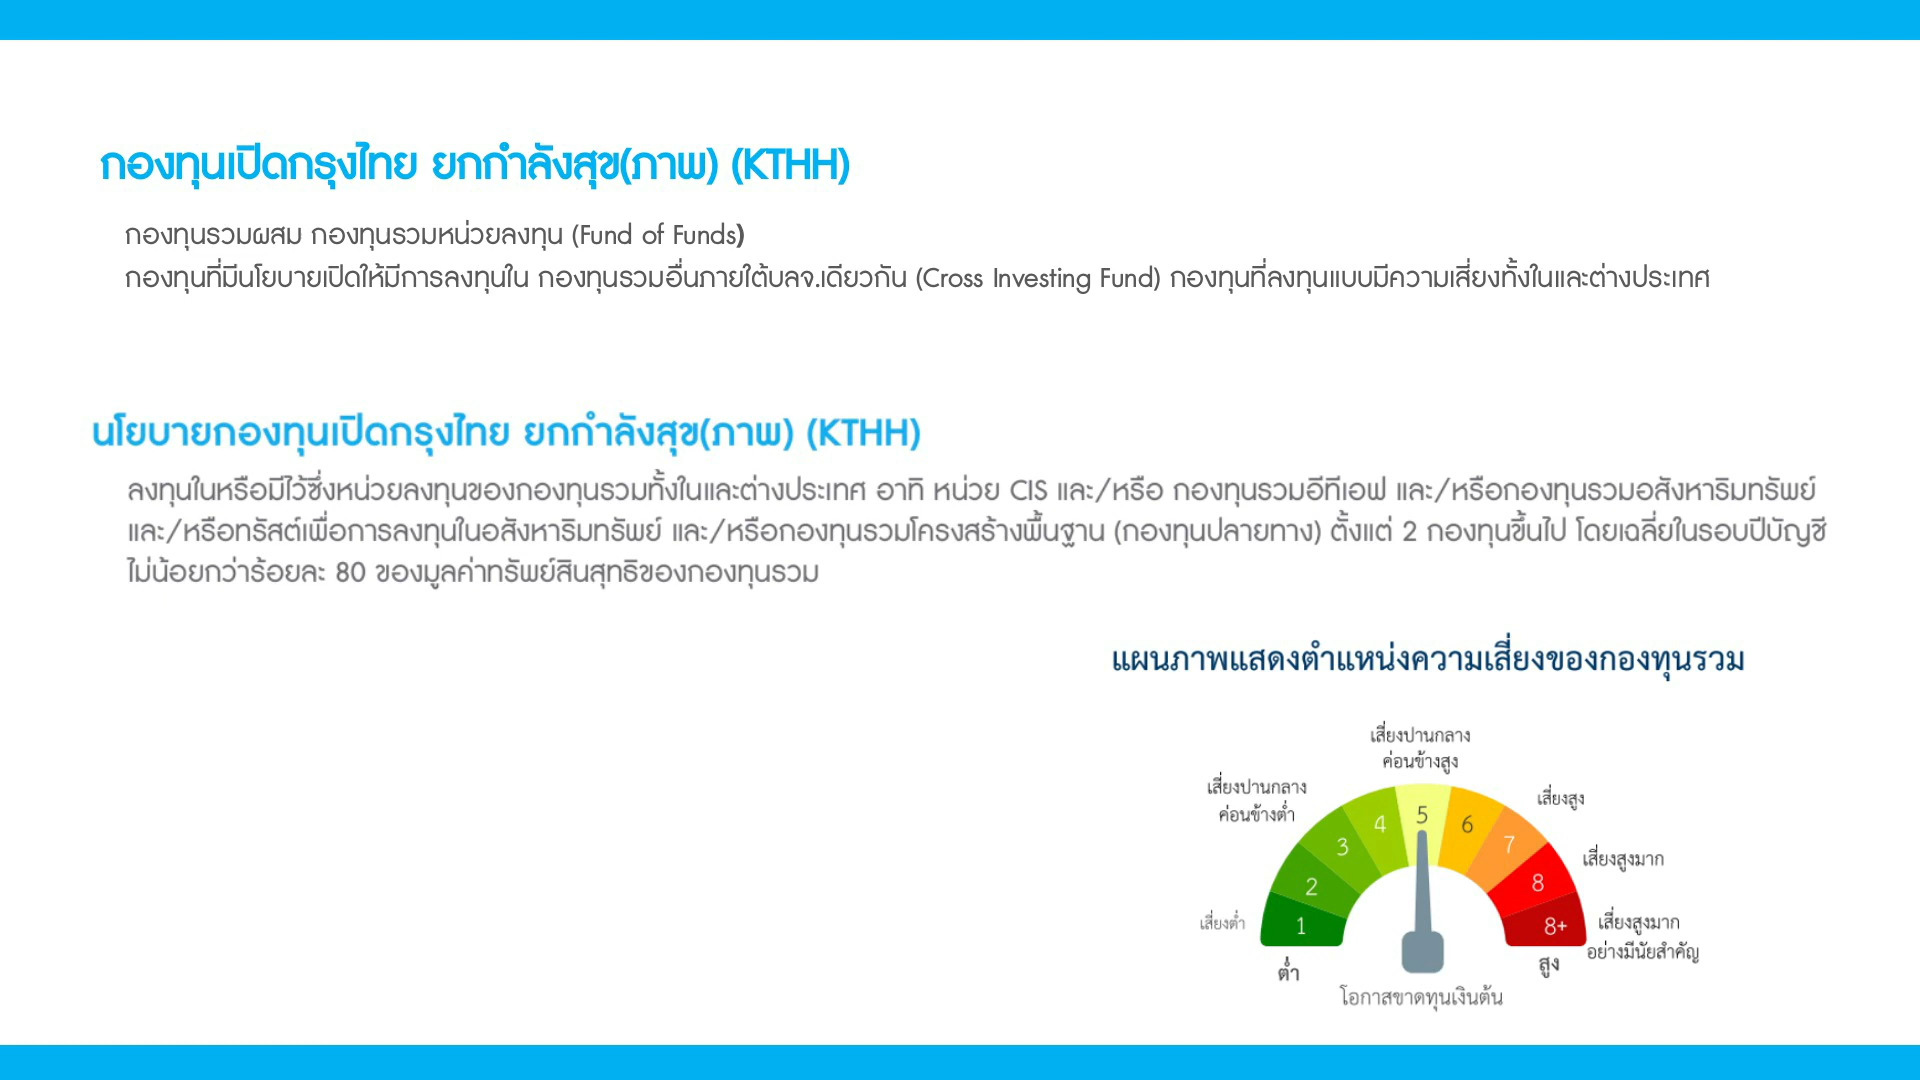 กองทุนเปิดกรุงไทย ยกกำลังสุข(ภาพ) (KTHH)
กองทุนรวมผสม กองทุนรวมหน่วยลงทุน (Fund of Funds)
กองทุนที่มีนโยบายเปิดให้มีการลงทุนใน กองทุนรวมอื่นภายใต้บลจ.เดียวกัน (Cross Investing Fund) กองทุนที่ลงทุนแบบมีความเสี่ยงทั้งในและต่างประเทศ
นโยบายกองทุนเปิดกรุงไทย ยกกำลังสุข(ภาพ) (KTHH)
ลงทุนในหรือมีไว้ซึ่งหน่วยลงทุนของกองทุนรวมทั้งในและต่างประเทศ อาทิ หน่วย CIS และ/หรือ กองทุนรวมอีทีเอฟ และ/หรือกองทุนรวมอสังหาริมทรัพย์
และ/หรือทรัสต์เพื่อการลงทุนในอสังหาริมทรัพย์ และ/หรือกองทุนรวมโครงสร้างพื้นฐาน (กองทุนปลายทาง) ตั้งแต่ 2 กองทุนขึ้นไป โดยเฉลี่ยในรอบปีบัญชี
ไม่น้อยกว่าร้อยละ 80 ของมูลค่าทรัพย์สินสุทธิของกองทุนรวม
แผนภาพแสดงตำแหน่งความเสี่ยงของกองทุนรวม
เสี่ยงปานกลาง
ค่อนข้างสูง
เสี่ยงปานกลาง
ค่อนข้างต่ำ
เสี่ยงสูง
เสี่ยงสูงมาก
เสี่ยงต่ำ
1
2
3
4
5
6
7
8
8+
เสี่ยงสูงมาก
อย่างมีนัยสำคัญ
ต่ำ
สูง
โอกาสขาดทุนเงินต้น